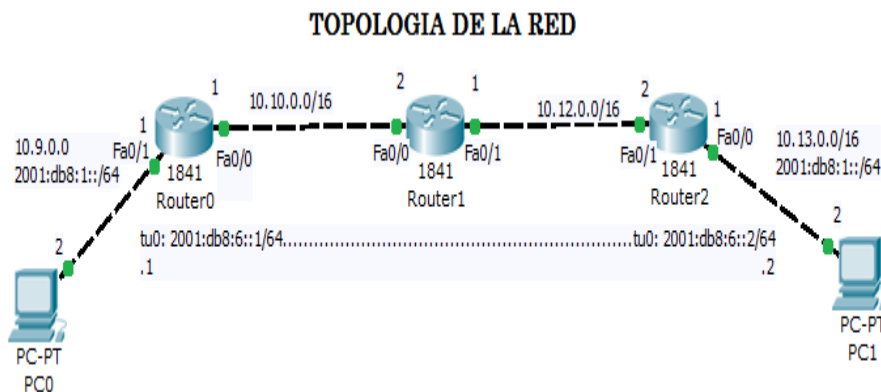 TOPOLOGIA DE LA RED
1
10.10.0.0/16
2
1
10.12.0.0/16
2
1
1
10.9.0.0
2001:db8:1::/64
Fa0/1
Fa0/0
1841
Router0
Fa0/0
Fa0/1
1841
Router1
Fa0/1
Fa0/0
1841
Router2
10.13.0.0/16
2001:db8:1::/64
2
tu0: 2001:db8:6::1/64
.1
tu0: 2001:db8:6::2/64
.2
2
PC-PT
PC0
PC-PT
PC1